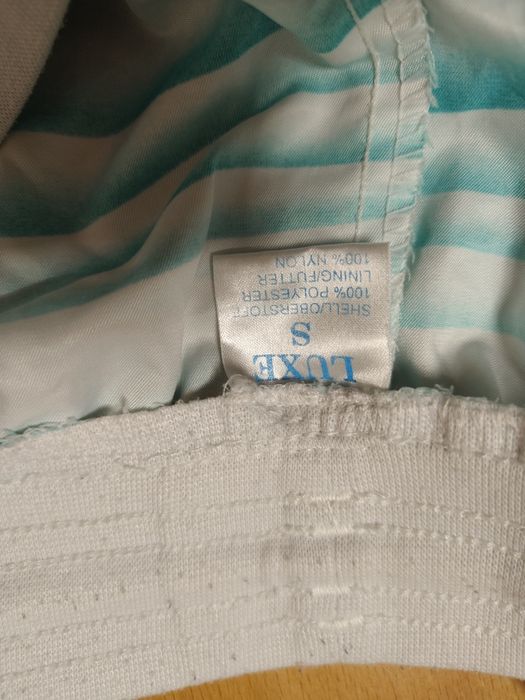 LUXE
S
SHELL/OBERSTOFF
100% POLYESTER
LINING/FUTTER
100% NYLON